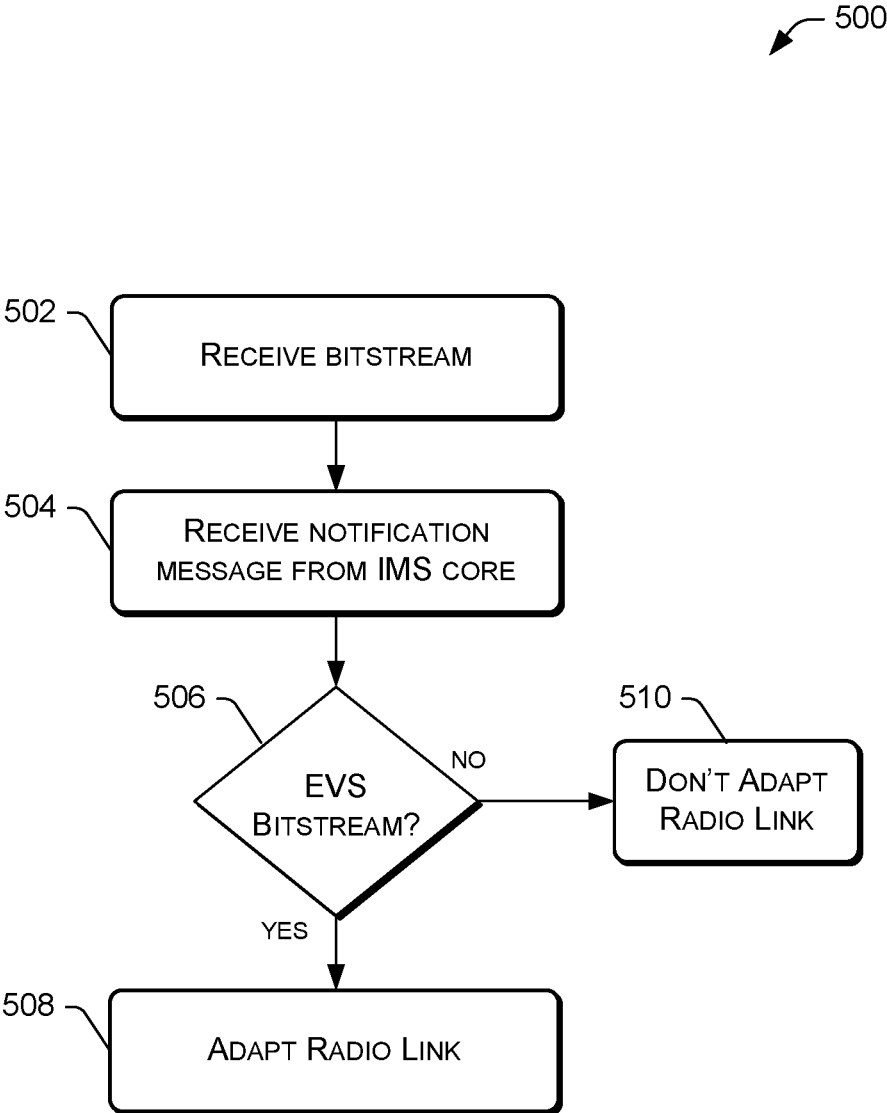 500
502
RECEIVE BITSTREAM
504
RECEIVE NOTIFICATION
MESSAGE FROM IMS CORE
506
EVS
BITSTREAM?
NO
510
DON'T ADAPT
RADIO LINK
YES
508
ADAPT RADIO LINK